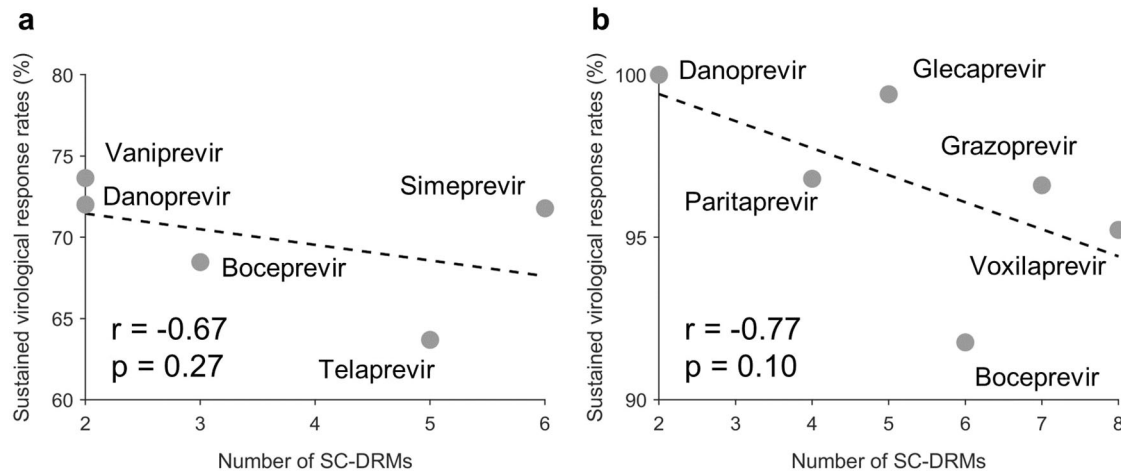 a
Sustained virological response rates (%)
80
75
70
65
60
Vaniprevir
Danoprevir
Simeprevir
Boceprevir
r = -0.67
p = 0.27
Telaprevir
2
3
4
5
6
Number of SC-DRMs
b
Sustained virological response rates (%)
100
95
90
Danoprevir
Glecaprevir
Grazoprevir
Paritaprevir
Voxilaprevir
r = -0.77
p = 0.10
Boceprevir
2
3
4
5
6
7
8
Number of SC-DRMs